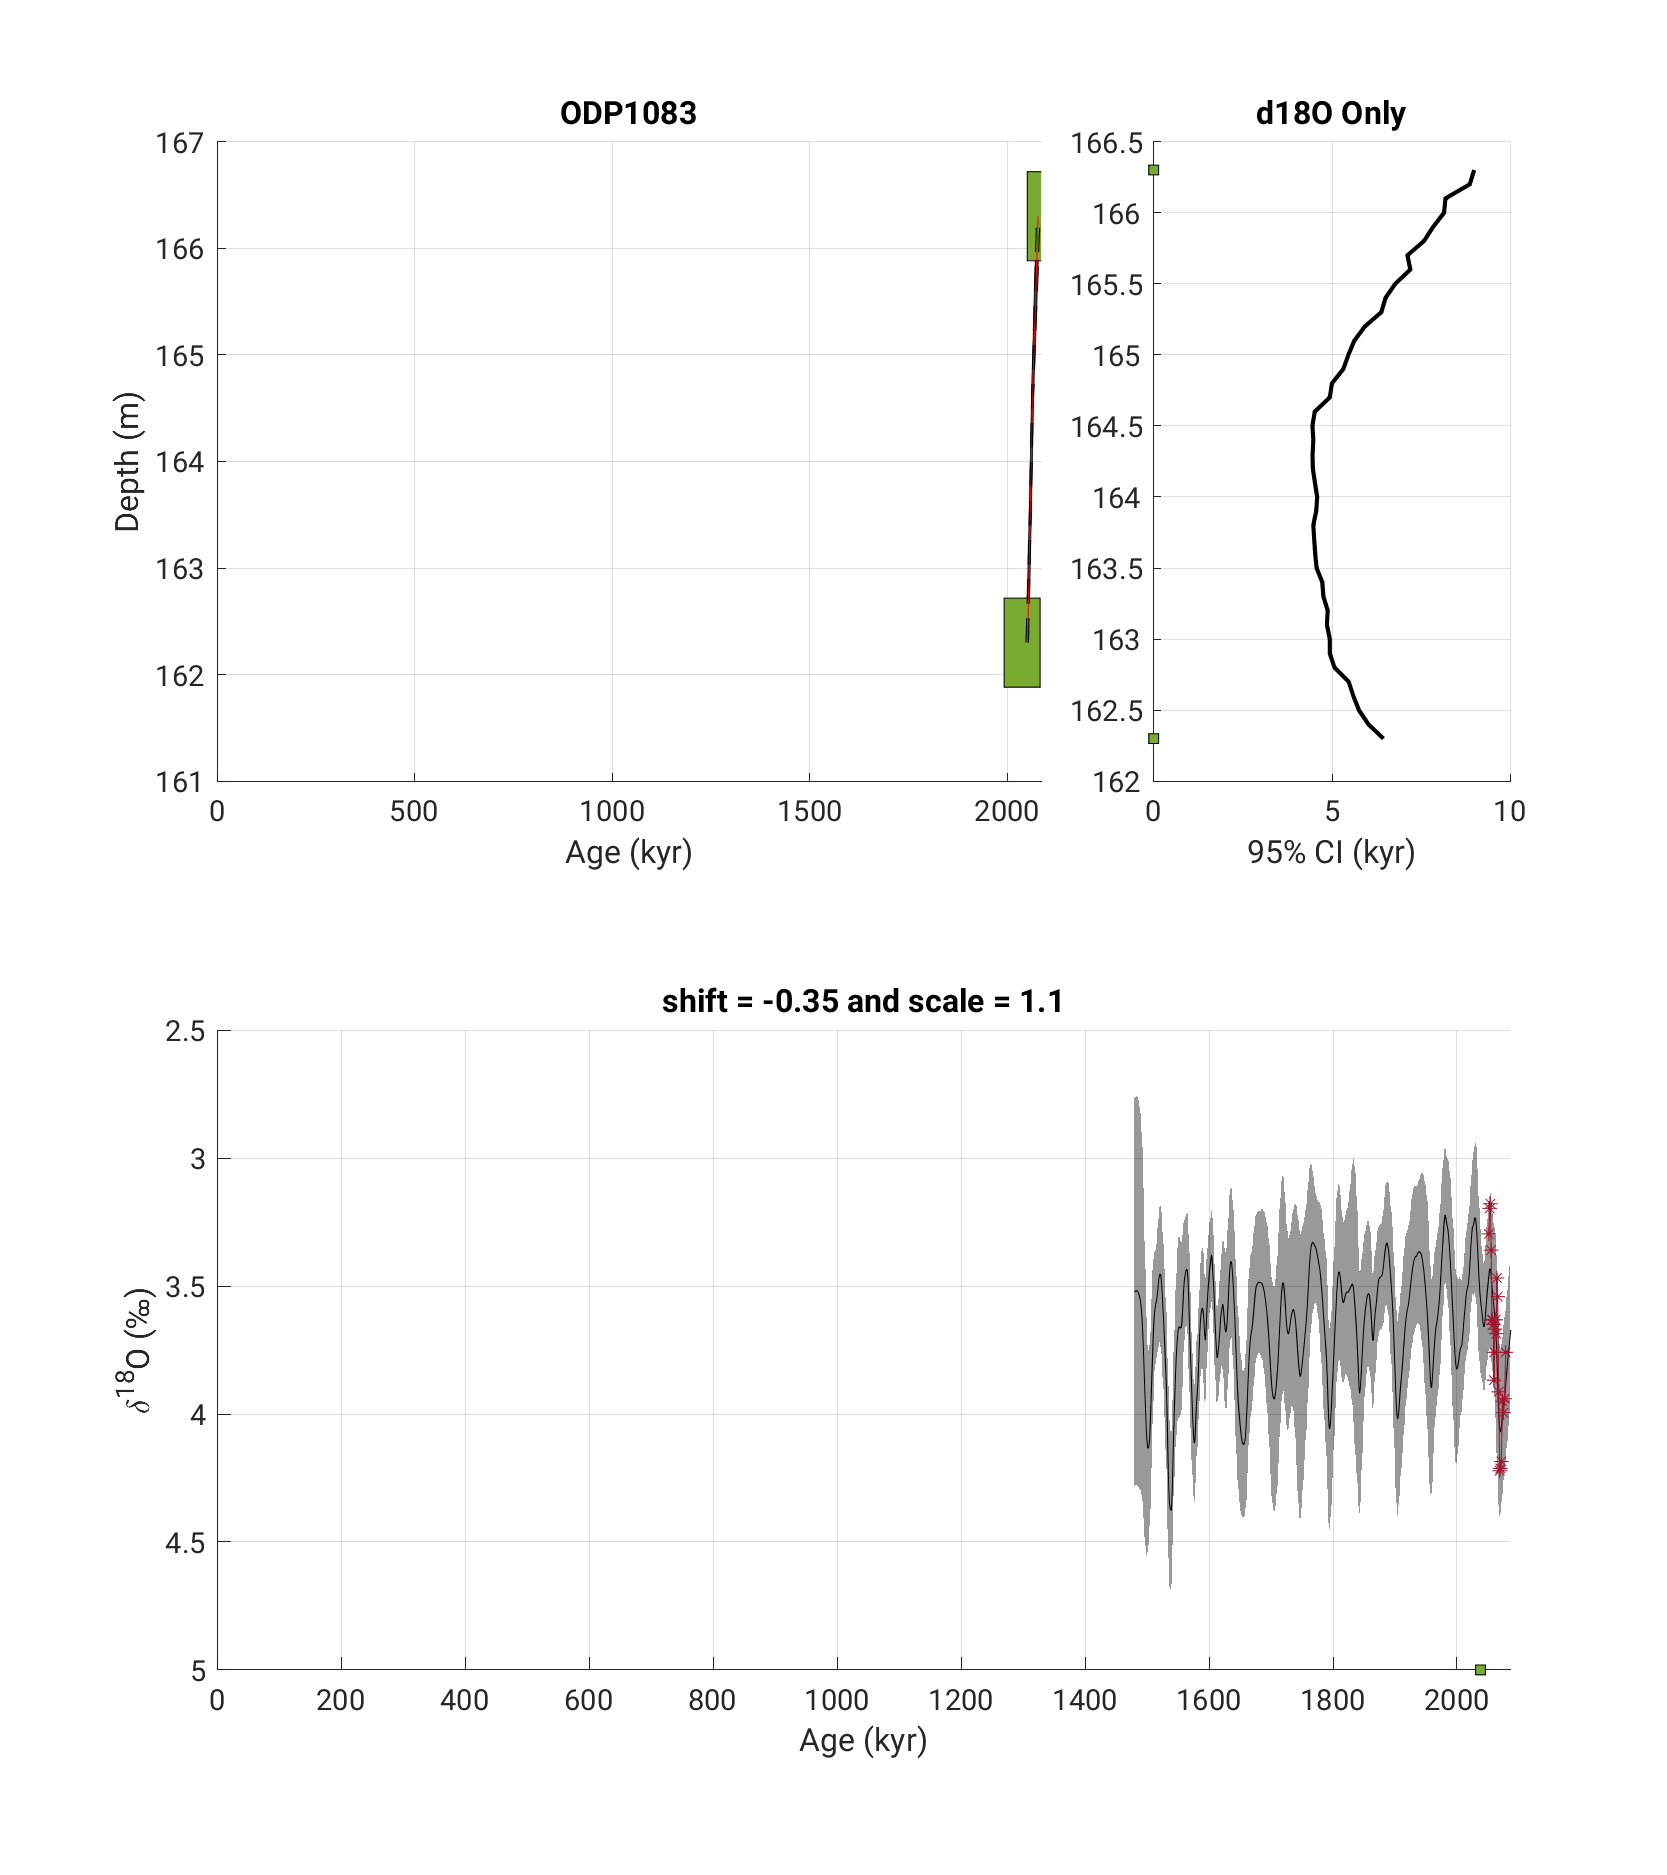 ODP1083
167
166
165
164
163
162
161
Depth (m)
0 500 1000 1500 2000
Age (kyr)
d18O Only
166.5
166
165.5
165
164.5
164
163.5
163
162.5
162
0 5 10
95% CI (kyr)
shift = -0.35 and scale = 1.1
2.5
3
3.5
4
4.5
5
δ18O (‰)
0 200 400 600 800 1000 1200 1400 1600 1800 2000
Age (kyr)